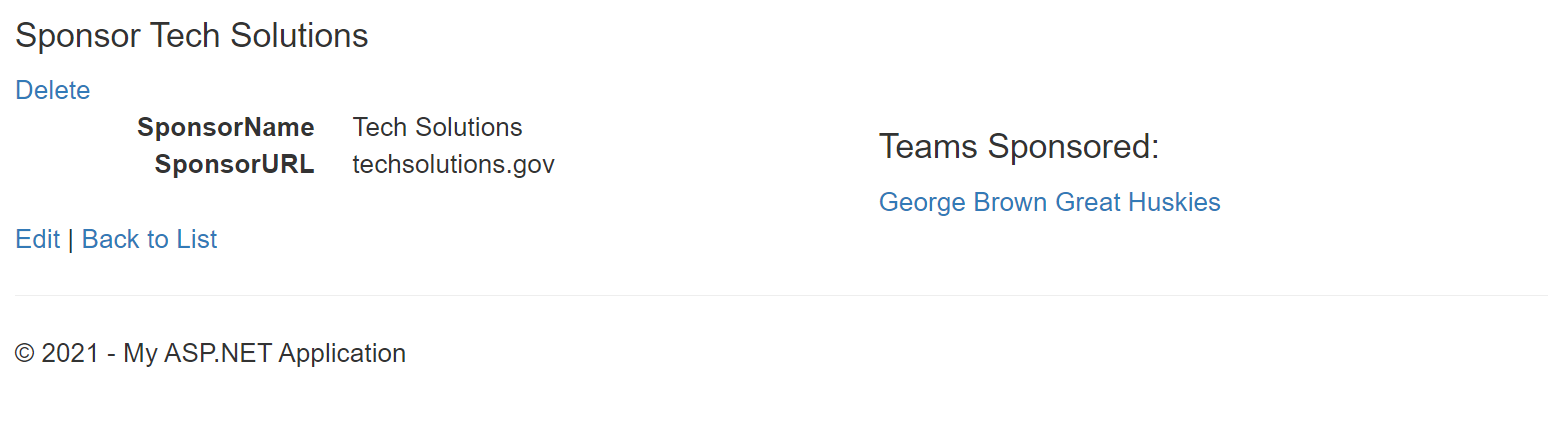 Sponsor Tech Solutions
Delete
SponsorName Tech Solutions
SponsorURL techsolutions.gov
Teams Sponsored:
George Brown Great Huskies
Edit | Back to List
© 2021 - My ASP.NET Application